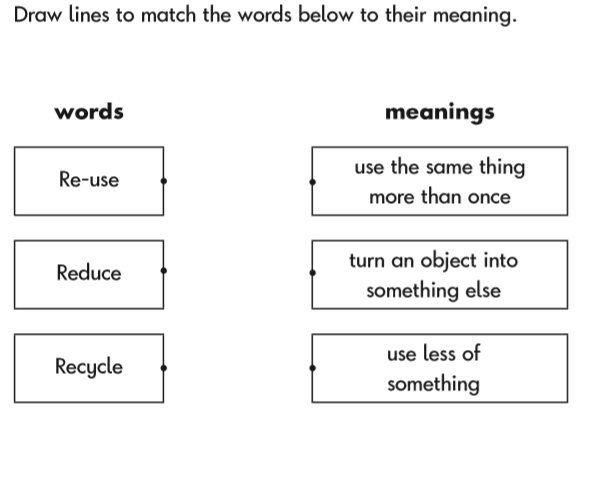 Draw lines to match the words below to their meaning.
words
meanings
Re-use
use the same thing
more than once
Reduce
turn an object into
something else
Recycle
use less of
something